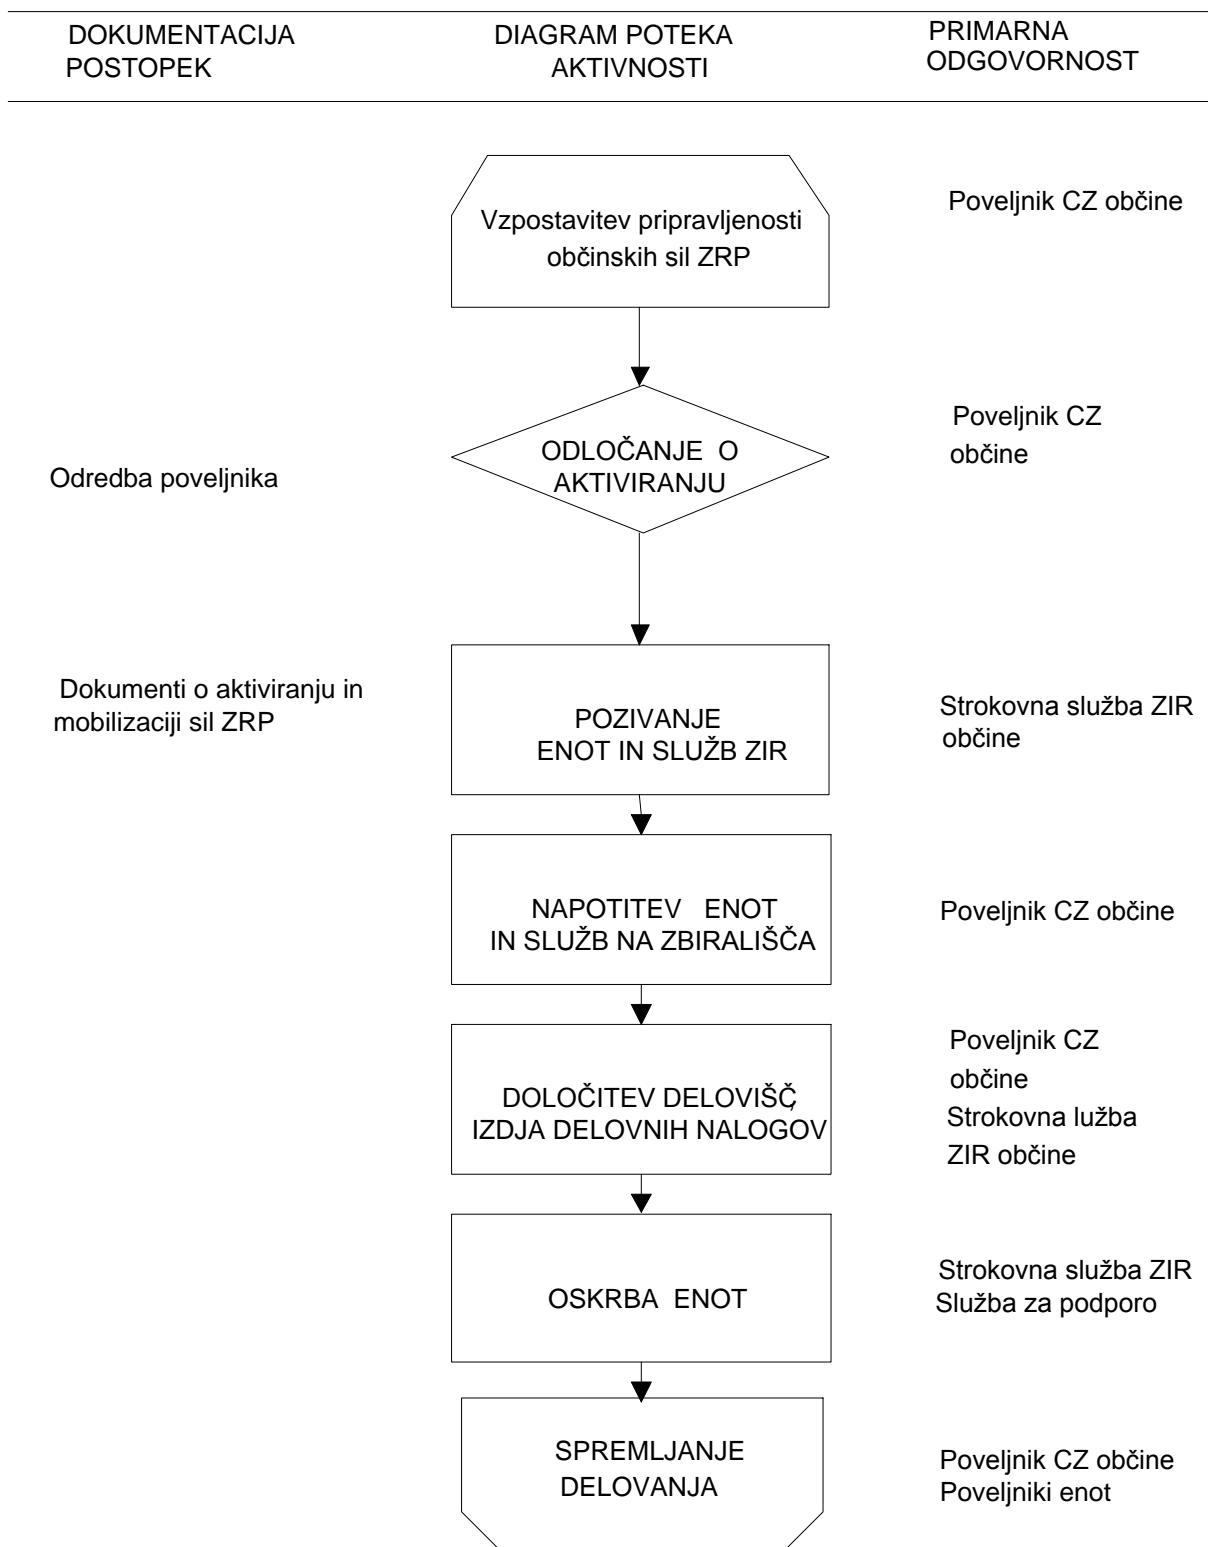 DOKUMENTACIJA
POSTOPEK
DIAGRAM POTEKA
AKTIVNOSTI
PRIMARNA
ODGOVORNOST
Vzpostavitev pripravljenosti
občinskih sil ZRP
Poveljnik CZ občine
Odredba poveljnika
ODLOČANJE O
AKTIVIRANJU
Poveljnik CZ
občine
Dokumenti o aktiviranju in
mobilizaciji sil ZRP
POZIVANJE
ENOT IN SLUŽB ZIR
Strokovna služba ZIR
občine
NAPOTITEV ENOT
IN SLUŽB NA ZBIRALIŠČA
Poveljnik CZ občine
DOLOČITEV DELOVIŠČ,
IZDJA DELOVNIH NALOGOV
Poveljnik CZ
občine
Strokovna lužba
ZIR občine
OSKRBA ENOT
Strokovna služba ZIR
Služba za podporo
SPREMLJANJE
DELOVANJA
Poveljnik CZ občine
Poveljniki enot